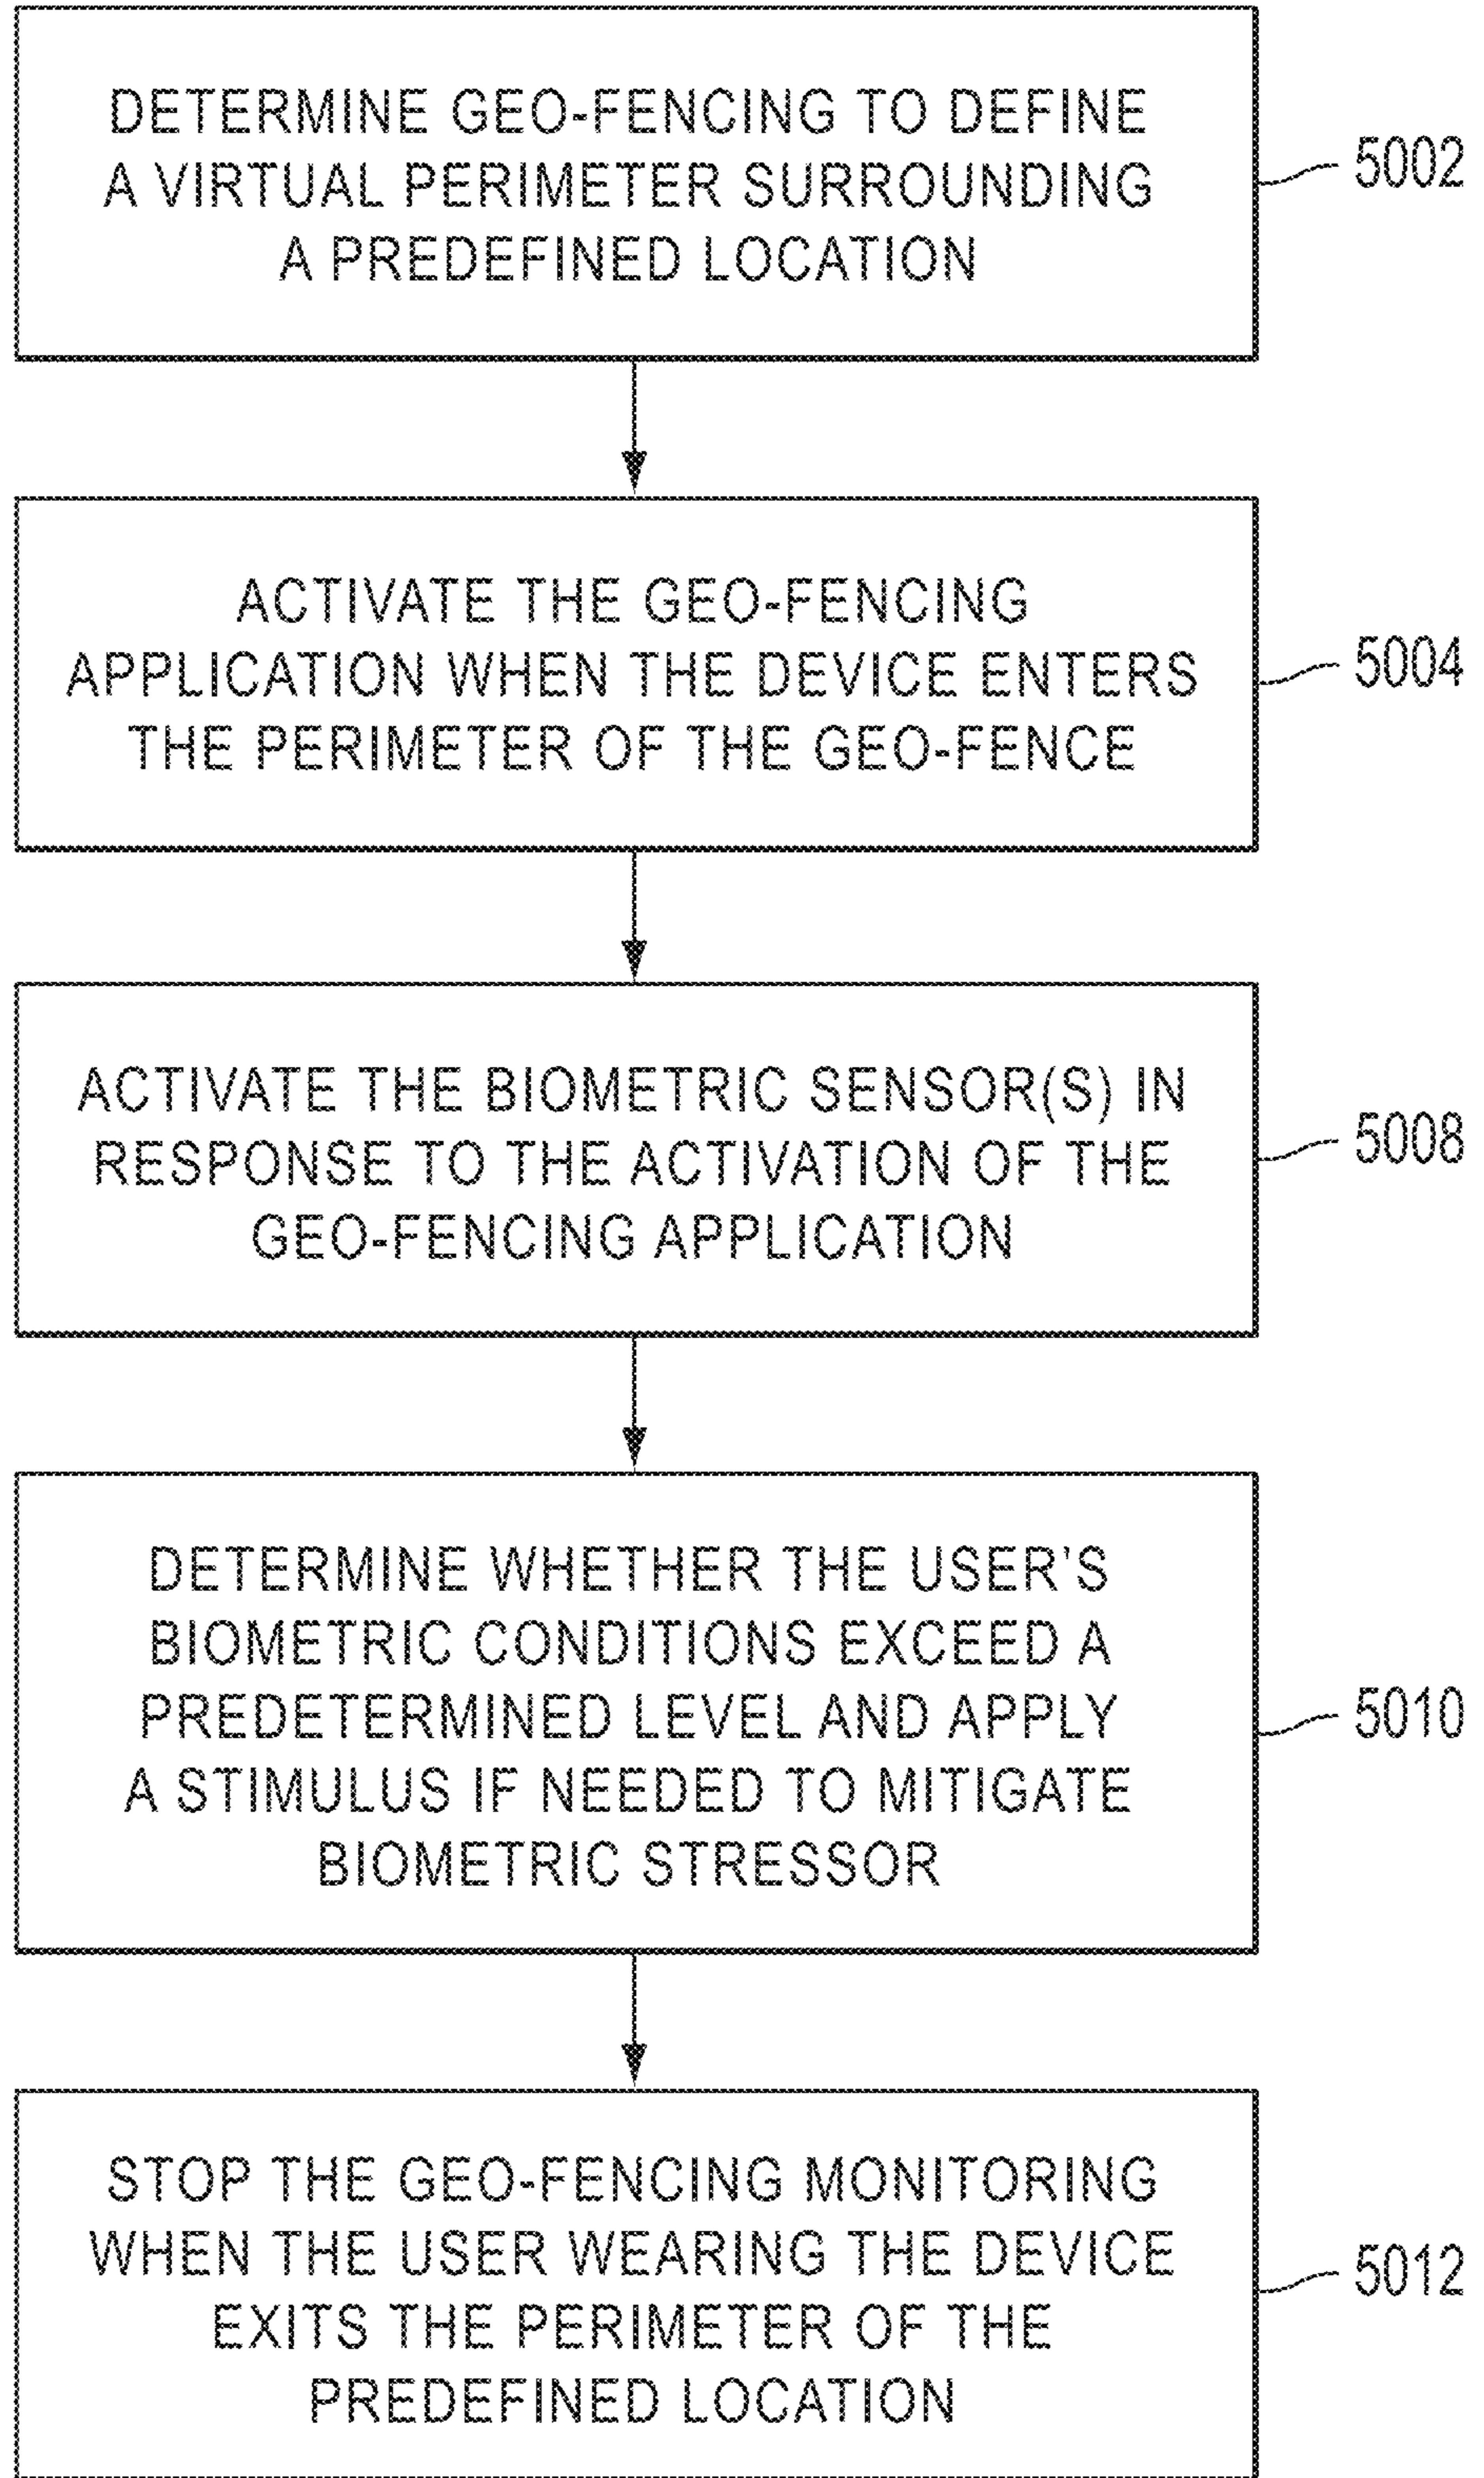 DETERMINE GEO-FENCING TO DEFINE
A VIRTUAL PERIMETER SURROUNDING
A PREDEFINED LOCATION
5002
ACTIVATE THE GEO-FENCING
APPLICATION WHEN THE DEVICE ENTERS
THE PERIMETER OF THE GEO-FENCE
5004
ACTIVATE THE BIOMETRIC SENSOR(S) IN
RESPONSE TO THE ACTIVATION OF THE
GEO-FENCING APPLICATION
5008
DETERMINE WHETHER THE USER'S
BIOMETRIC CONDITIONS EXCEED A
PREDETERMINED LEVEL AND APPLY
A STIMULUS IF NEEDED TO MITIGATE
BIOMETRIC STRESSOR
5010
STOP THE GEO-FENCING MONITORING
WHEN THE USER WEARING THE DEVICE
EXITS THE PERIMETER OF THE
PREDEFINED LOCATION
5012